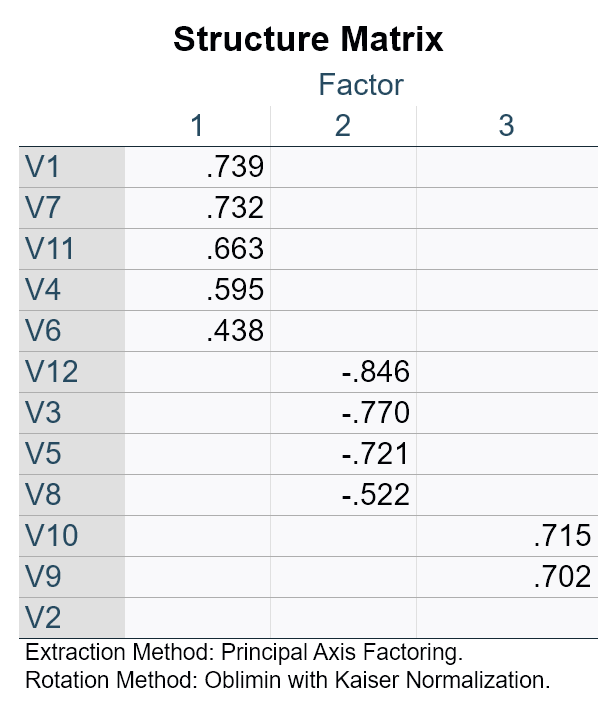 Structure Matrix
Factor
1 2 3
V1 .739
V7 .732
V11 .663
V4 .595
V6 .438
V12 -.846
V3 -.770
V5 -.721
V8 -.522
V10 .715
V9 .702
V2
Extraction Method: Principal Axis Factoring.
Rotation Method: Oblimin with Kaiser Normalization.